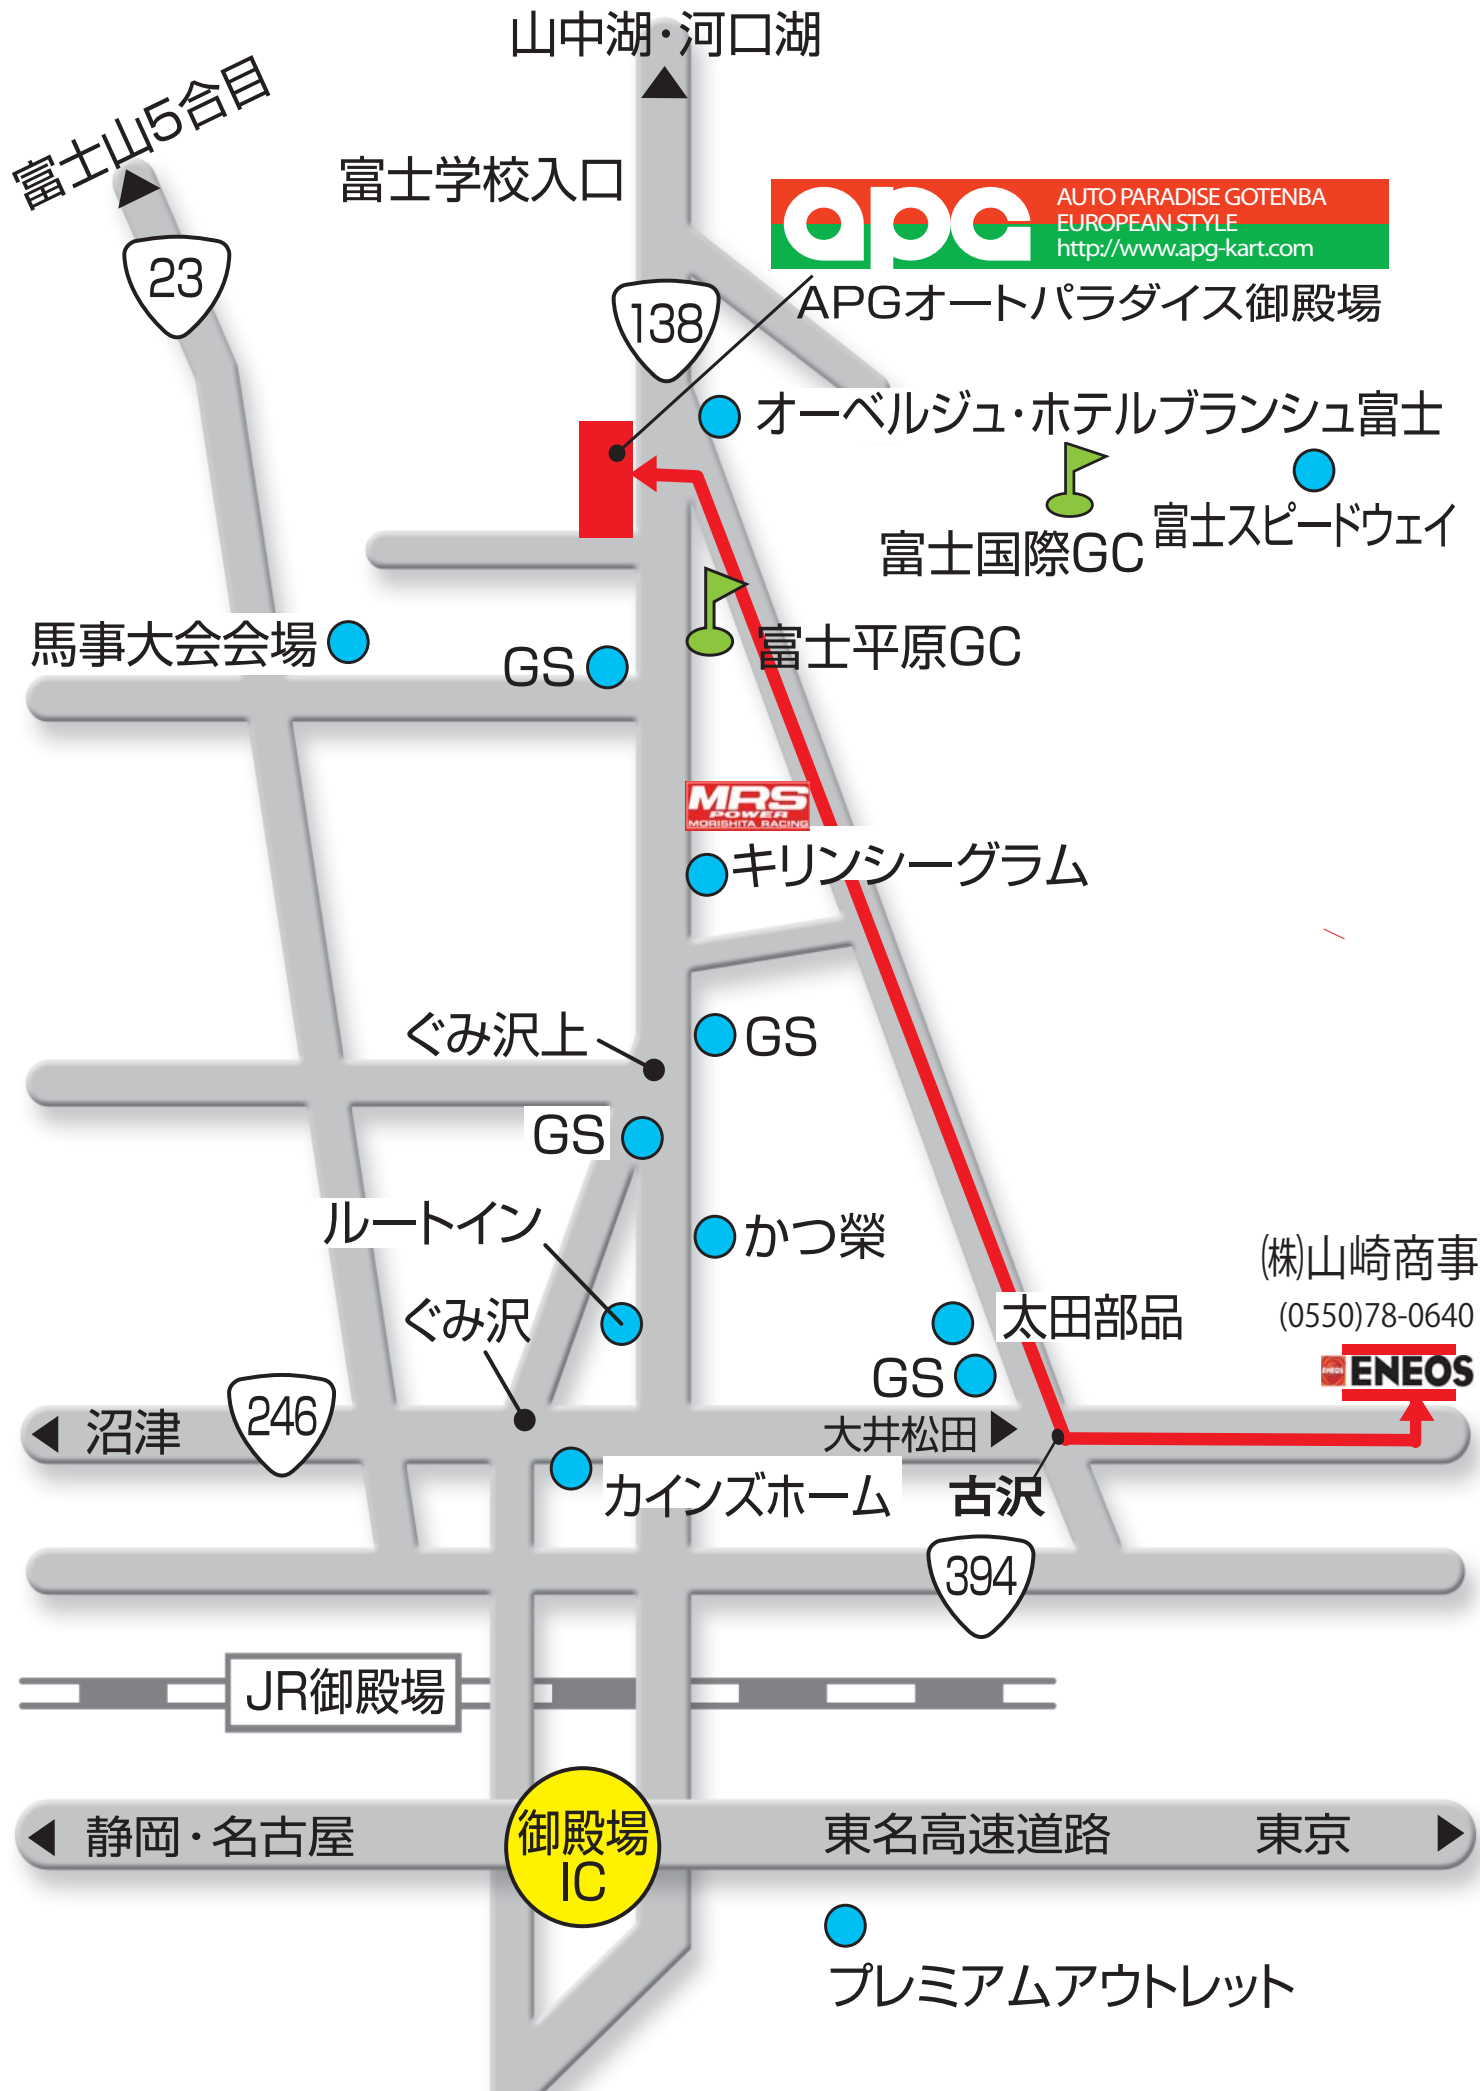 山中湖・河口湖
富士山5合目
富士学校入口
apg
AUTO PARADISE GOTENBA
EUROPEAN STYLE
http://www.apg-kart.com
23
138
APGオートパラダイス御殿場
オーベルジュ・ホテルブランシュ富士
富士国際GC
富士スピードウェイ
馬事大会会場
GS
富士平原GC
MRS
POWER
MORISHITA RACING
キリンシーグラム
ぐみ沢上
GS
GS
ルートイン
かつ榮
㈱山崎商事
(0550)78-0640
ENEOS
ENEOS
ぐみ沢
太田部品
GS
246
沼津
大井松田
カインズホーム
古沢
394
JR御殿場
静岡・名古屋
御殿場
IC
東名高速道路
東京
プレミアムアウトレット